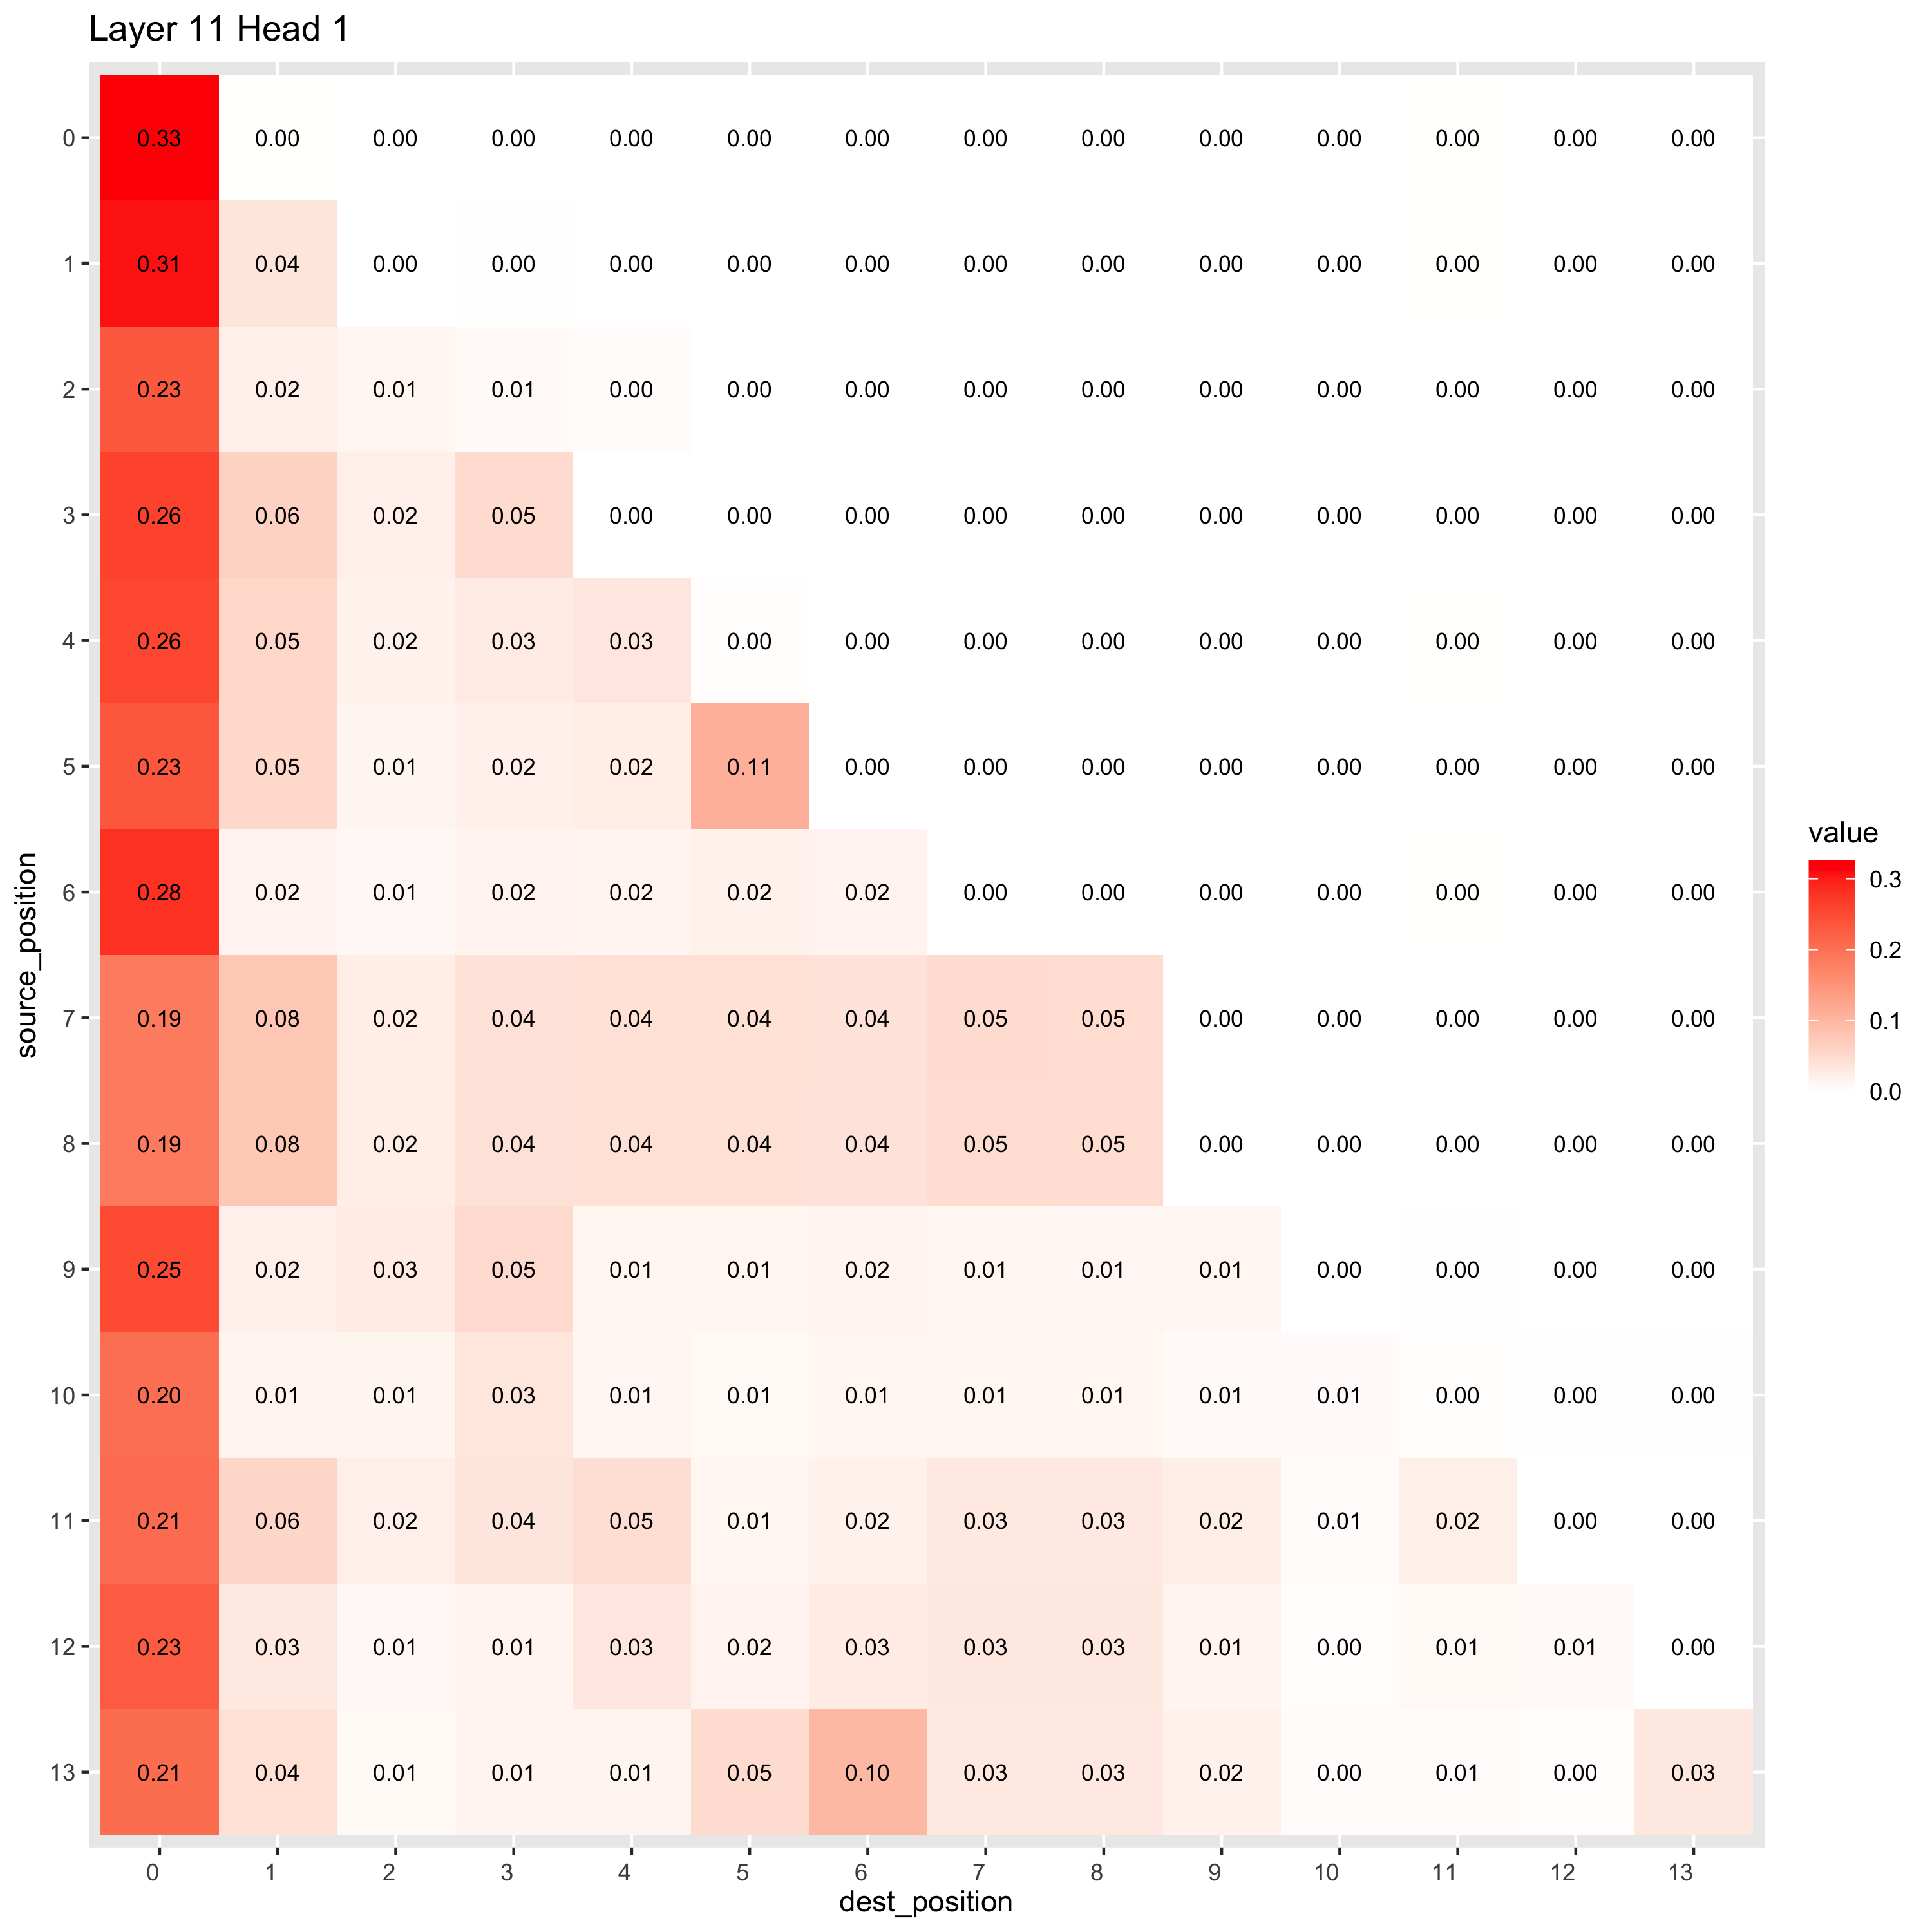 Layer 11 Head 1
0 0.33 0.00 0.00 0.00 0.00 0.00 0.00 0.00 0.00 0.00 0.00 0.00 0.00 0.00
1 0.31 0.04 0.00 0.00 0.00 0.00 0.00 0.00 0.00 0.00 0.00 0.00 0.00 0.00
2 0.23 0.02 0.01 0.01 0.00 0.00 0.00 0.00 0.00 0.00 0.00 0.00 0.00 0.00
3 0.26 0.06 0.02 0.05 0.00 0.00 0.00 0.00 0.00 0.00 0.00 0.00 0.00 0.00
4 0.26 0.05 0.02 0.03 0.03 0.00 0.00 0.00 0.00 0.00 0.00 0.00 0.00 0.00
5 0.23 0.05 0.01 0.02 0.02 0.11 0.00 0.00 0.00 0.00 0.00 0.00 0.00 0.00
6 0.28 0.02 0.01 0.02 0.02 0.02 0.02 0.00 0.00 0.00 0.00 0.00 0.00 0.00
7 0.19 0.08 0.02 0.04 0.04 0.04 0.04 0.05 0.05 0.00 0.00 0.00 0.00 0.00
8 0.19 0.08 0.02 0.04 0.04 0.04 0.04 0.05 0.05 0.00 0.00 0.00 0.00 0.00
9 0.25 0.02 0.03 0.05 0.01 0.01 0.02 0.01 0.01 0.01 0.00 0.00 0.00 0.00
10 0.20 0.01 0.01 0.03 0.01 0.01 0.01 0.01 0.01 0.01 0.01 0.00 0.00 0.00
11 0.21 0.06 0.02 0.04 0.05 0.01 0.02 0.03 0.03 0.02 0.01 0.02 0.00 0.00
12 0.23 0.03 0.01 0.01 0.03 0.02 0.03 0.03 0.03 0.01 0.00 0.01 0.01 0.00
13 0.21 0.04 0.01 0.01 0.01 0.05 0.10 0.03 0.03 0.02 0.00 0.01 0.00 0.03
0 1 2 3 4 5 6 7 8 9 10 11 12 13
dest_position
source_position
value
0.3
0.2
0.1
0.0